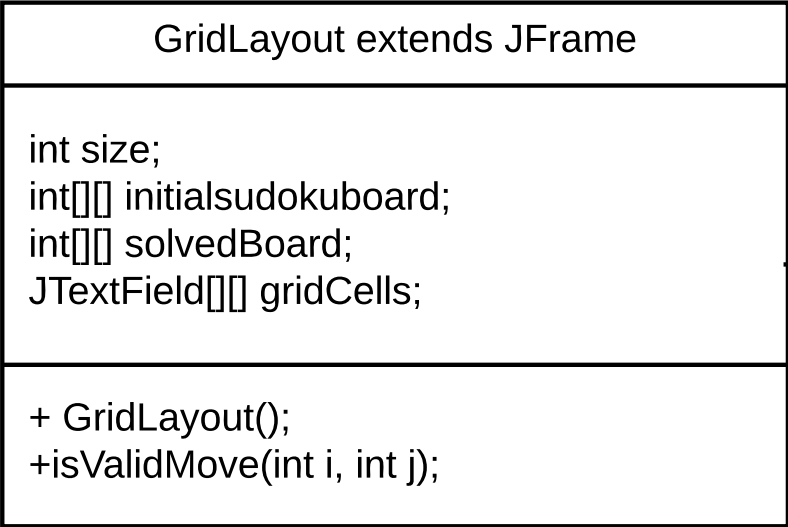 GridLayout extends JFrame
int size;
int[][] initialsudokuboard;
int[][] solvedBoard;
JTextField[][] gridCells;
+ GridLayout();
+isValidMove(int i, int j);